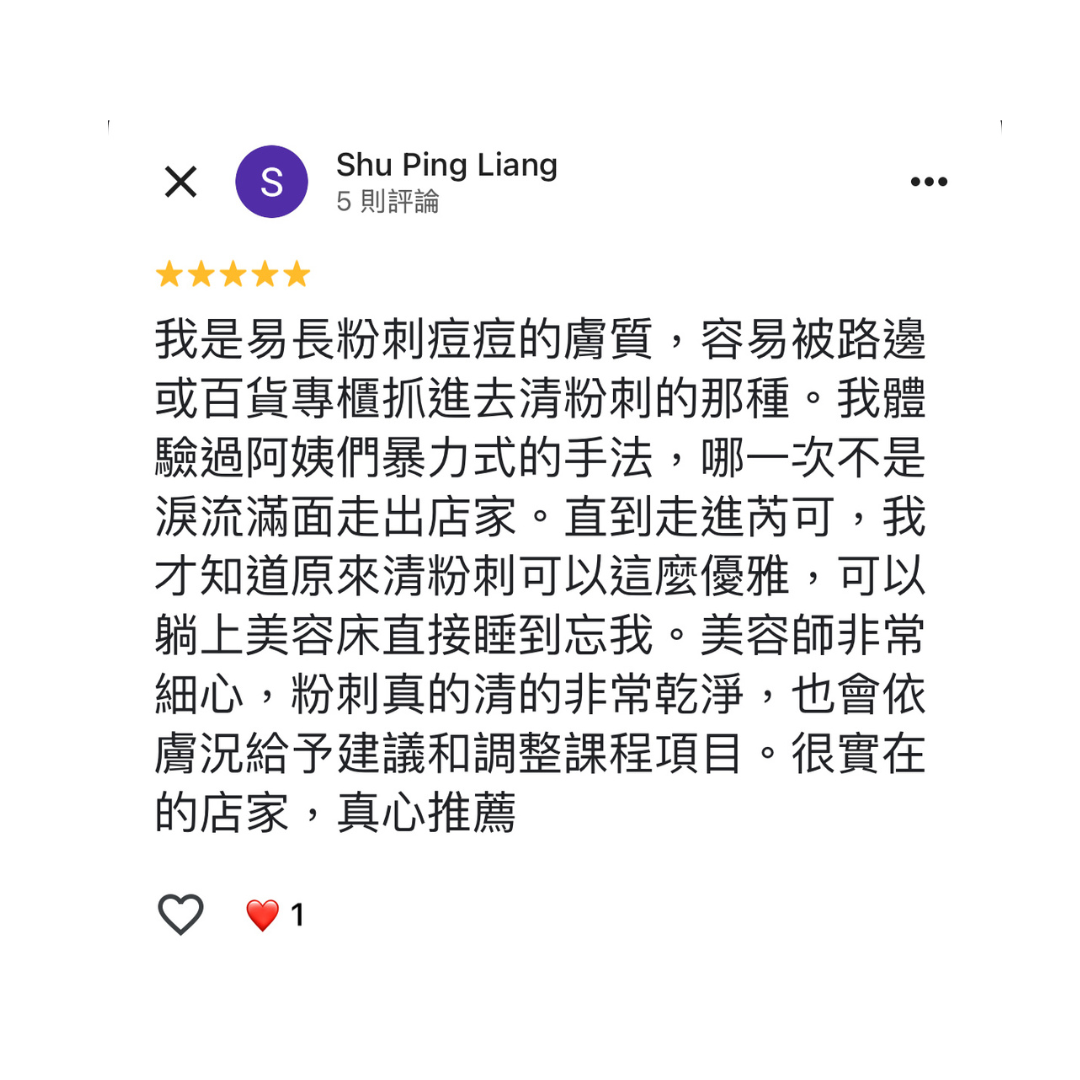 Shu Ping Liang
5 則評論
我是易長粉刺痘痘的膚質，容易被路邊
或百貨專櫃抓進去清粉刺的那種。我體
驗過阿姨們暴力式的手法，哪一次不是
淚流滿面走出店家。直到走進芮可，我
才知道原來清粉刺可以這麼優雅，可以
躺上美容床直接睡到忘我。美容師非常
細心，粉刺真的清的非常乾淨，也會依
膚況給予建議和調整課程項目。很實在
的店家，真心推薦
1